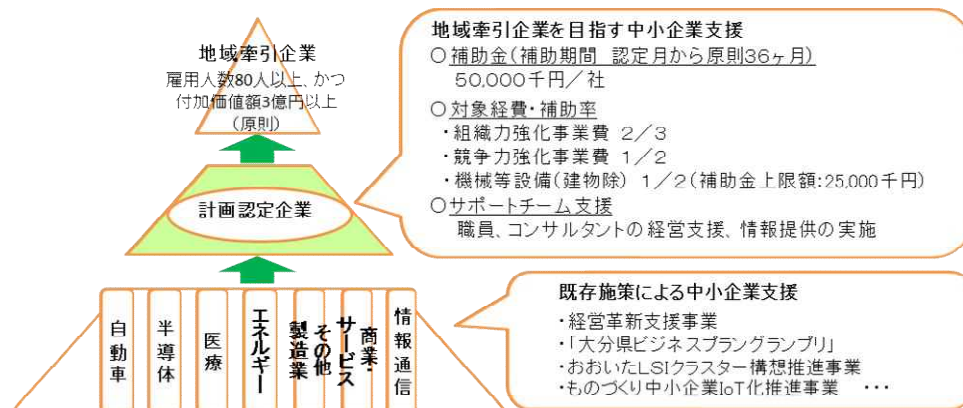 地域牽引企業
雇用人数80人以上、かつ
付加価値額3億円以上
(原則)
計画認定企業
自動車
半導体
医療
エネルギー
その他
製造業
商業・
サービス
情報通信
地域牽引企業を目指す中小企業支援
○補助金(補助期間 認定月から原則36ヶ月)
50,000千円/社
○対象経費・補助率
・組織力強化事業費 2/3
・競争力強化事業費 1/2
・機械等設備(建物除) 1/2(補助金上限額:25,000千円)
○サポートチーム支援
職員、コンサルタントの経営支援、情報提供の実施
既存施策による中小企業支援
・経営革新支援事業
・「大分県ビジネスプラングランプリ」
・おおいたLSIクラスター構想推進事業
・ものづくり中小企業IoT化推進事業 ・・・